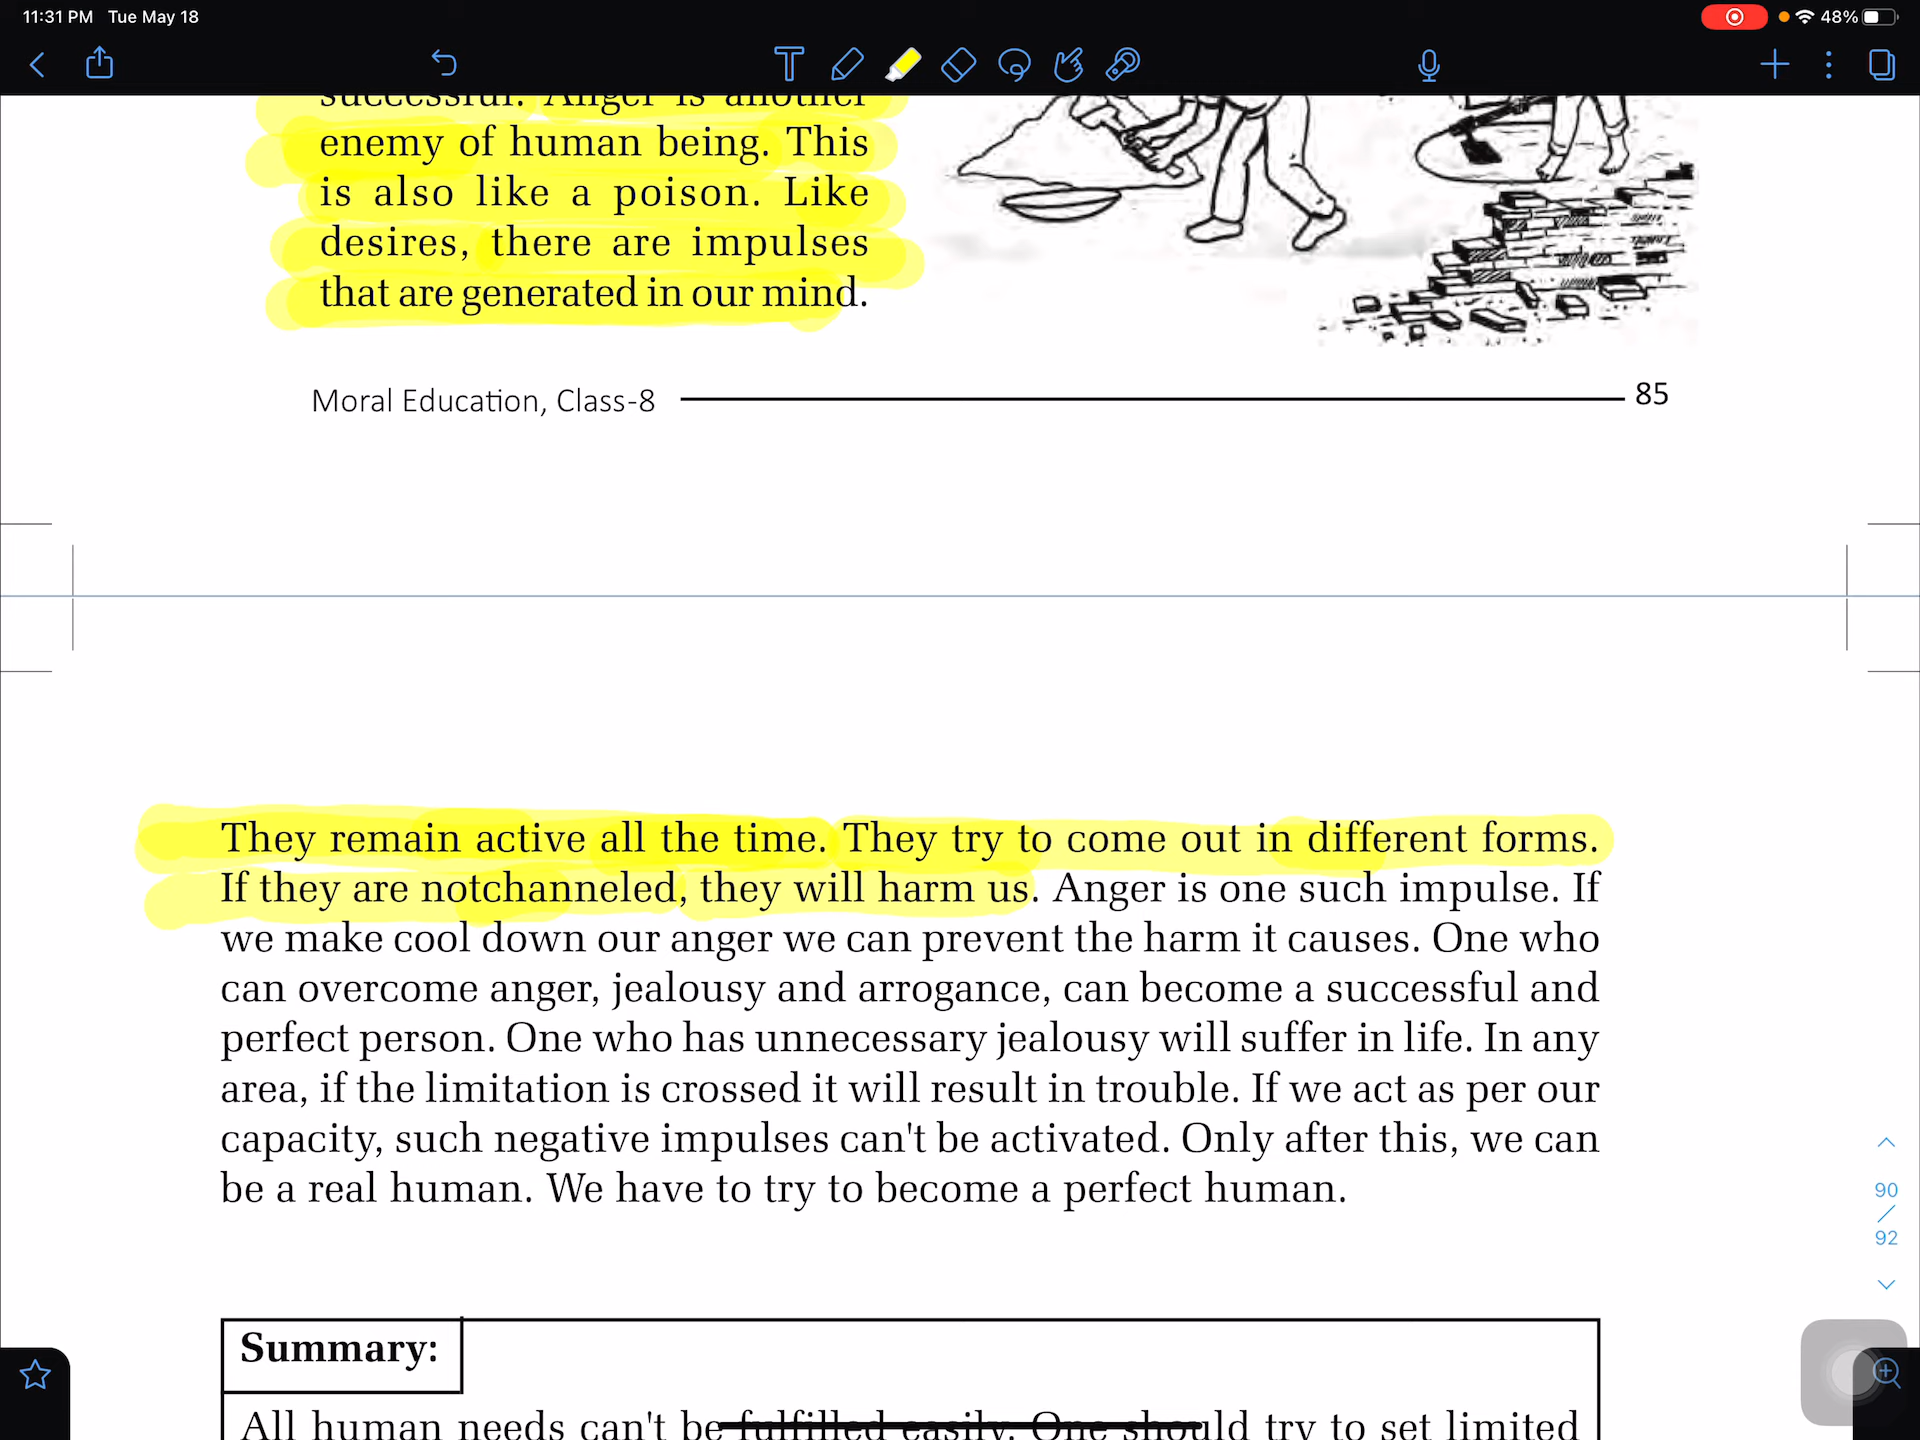 11:31 PM Tue May 18
48%
successful. Anger is another
enemy of human being. This
is also like a poison. Like
desires, there are impulses
that are generated in our mind.
Moral Education, Class-8
85
They remain active all the time. They try to come out in different forms.
If they are notchanneled, they will harm us. Anger is one such impulse. If
we make cool down our anger we can prevent the harm it causes. One who
can overcome anger, jealousy and arrogance, can become a successful and
perfect person. One who has unnecessary jealousy will suffer in life. In any
area, if the limitation is crossed it will result in trouble. If we act as per our
capacity, such negative impulses can't be activated. Only after this, we can
be a real human. We have to try to become a perfect human.
90
/
92
Summary:
All human needs can't be fulfilled easily. One should try to set limited